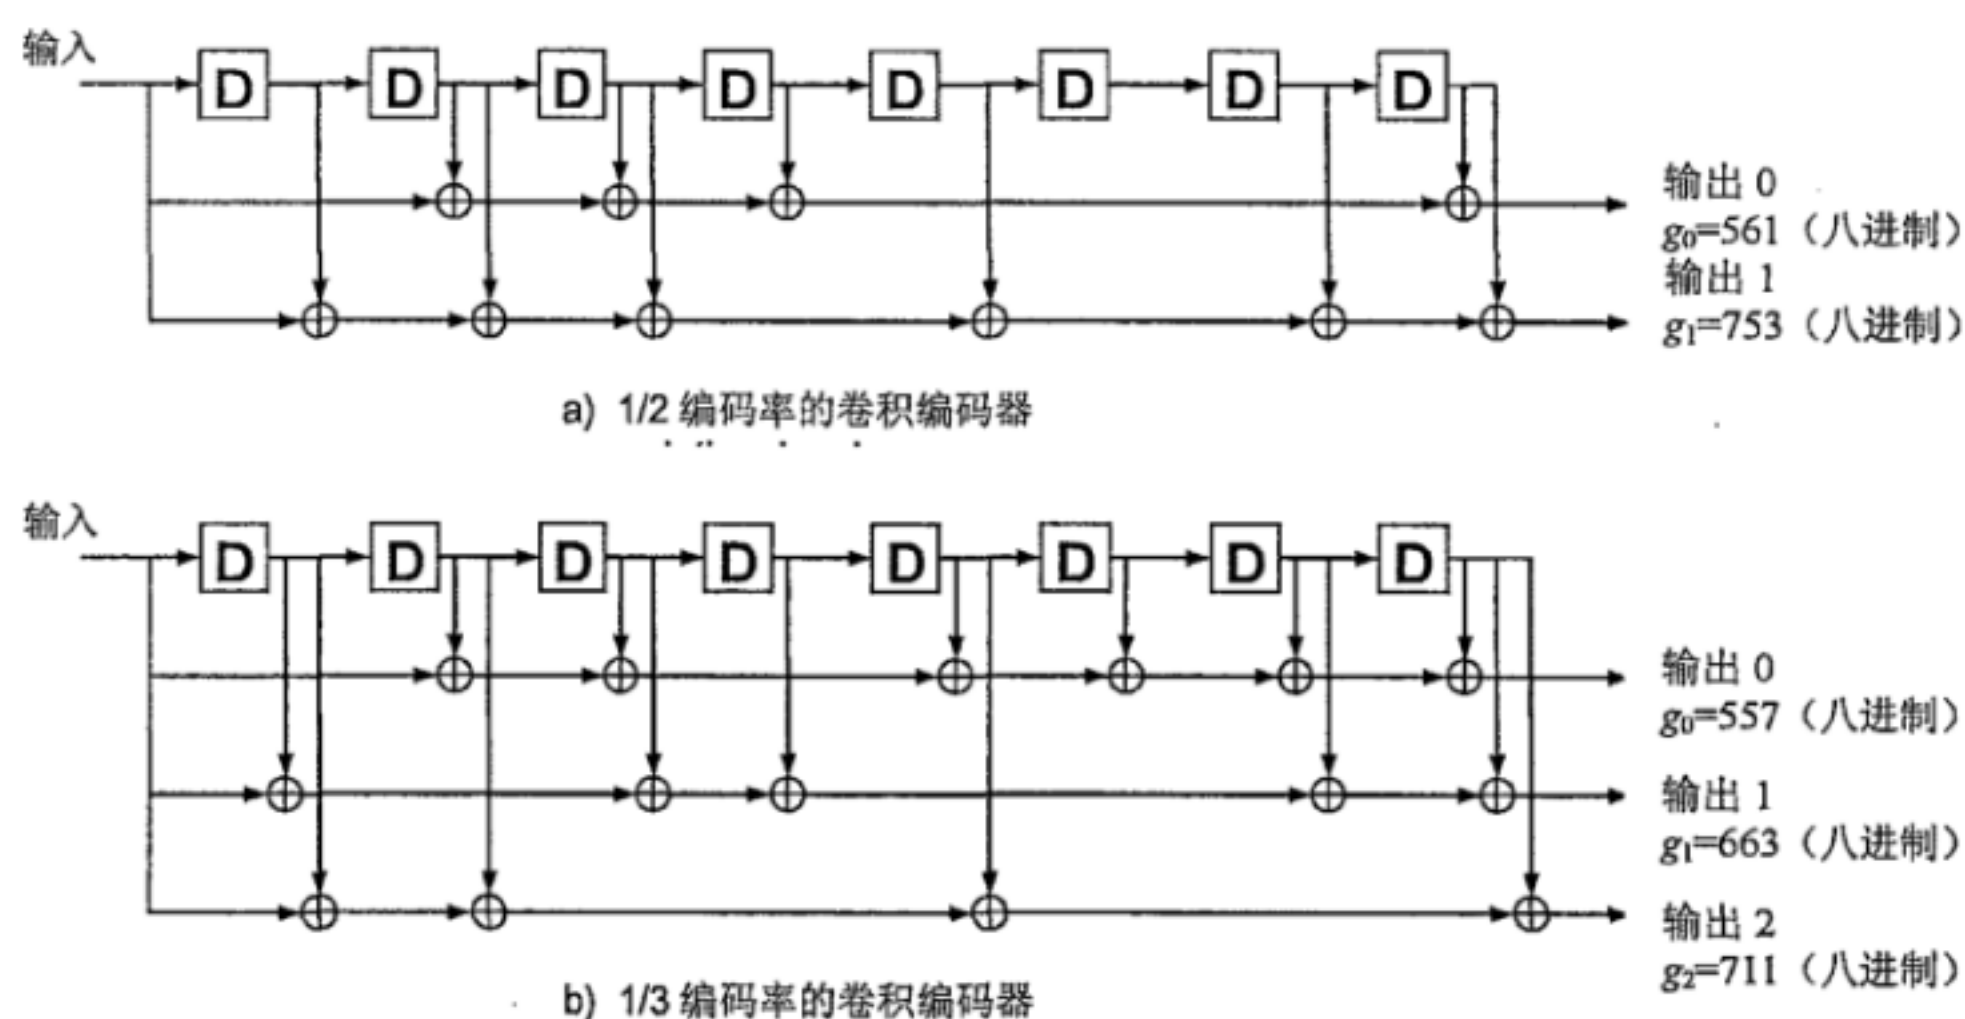 输入
D D D D D D D D
输出 0
g₀=561（八进制）
输出 1
g₁=753（八进制）
a) 1/2 编码率的卷积编码器
输入
D D D D D D D D
输出 0
g₀=557（八进制）
输出 1
g₁=663（八进制）
输出 2
g₂=711（八进制）
b) 1/3 编码率的卷积编码器